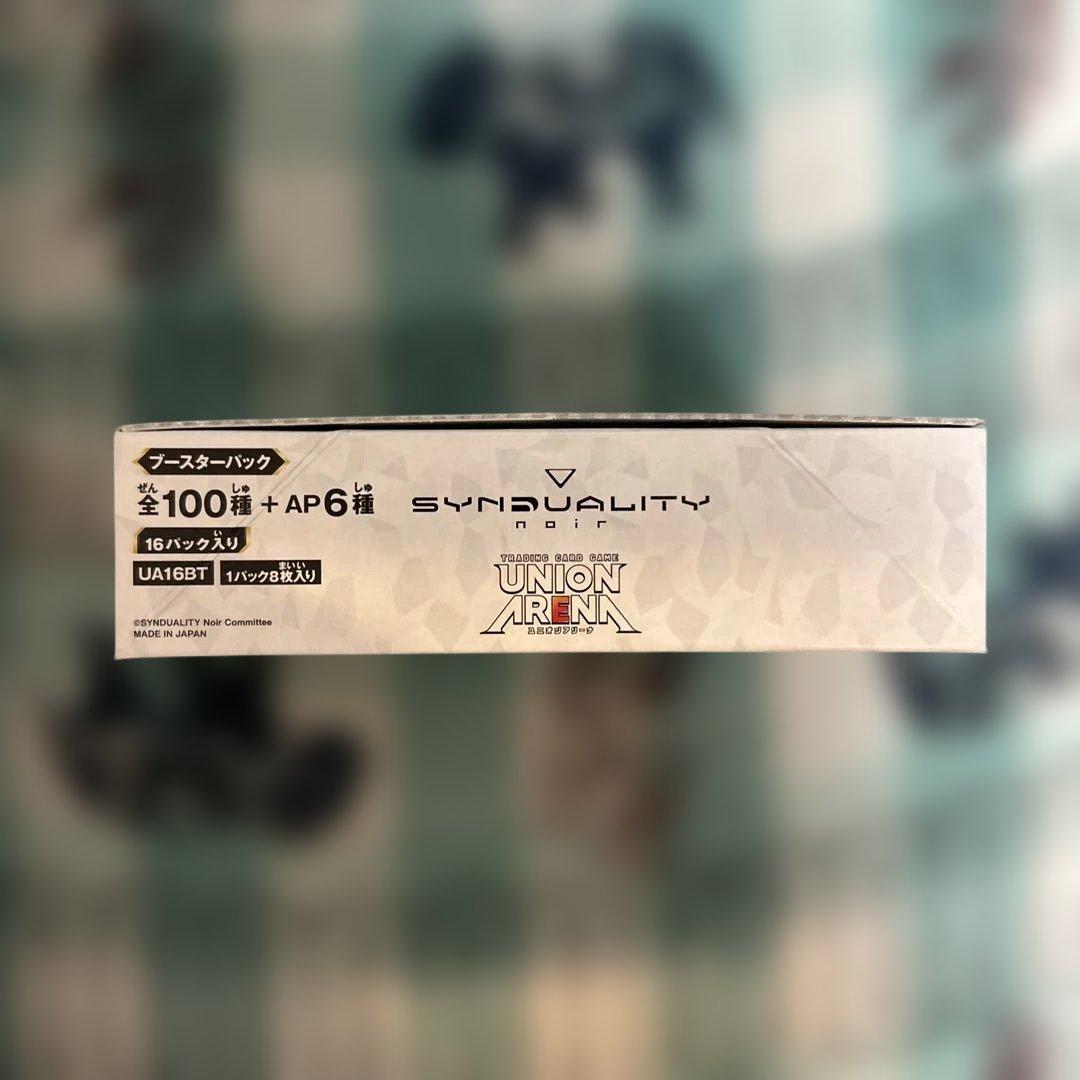 ブースターパック
ぜん しゅ しゅ
全100種+AP6種
い
16パック入り
まいい
UA16BT 1パック8枚入り
©SYNDUALITY Noir Committee
MADE IN JAPAN
SYNDUALITY
noir
TRADING CARD GAME
UNION
ARENA
ユニオンアリーナ